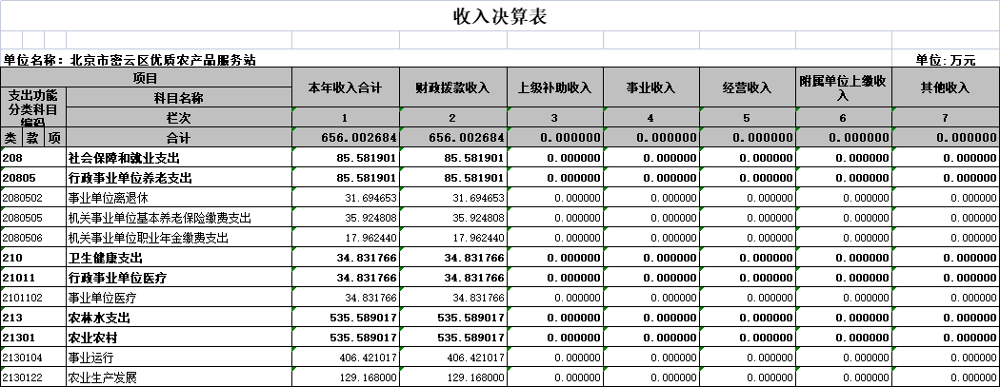 收入决算表
单位名称：北京市密云区优质农产品服务站 单位:万元
项目 本年收入合计 财政拨款收入 上级补助收入 事业收入 经营收入 附属单位上缴收入 其他收入
支出功能分类科目编码 科目名称
栏次 1 2 3 4 5 6 7
类 款 项 合计 656.002684 656.002684 0.000000 0.000000 0.000000 0.000000 0.000000
208 社会保障和就业支出 85.581901 85.581901 0.000000 0.000000 0.000000 0.000000 0.000000
20805 行政事业单位养老支出 85.581901 85.581901 0.000000 0.000000 0.000000 0.000000 0.000000
2080502 事业单位离退休 31.694653 31.694653 0.000000 0.000000 0.000000 0.000000 0.000000
2080505 机关事业单位基本养老保险缴费支出 35.924808 35.924808 0.000000 0.000000 0.000000 0.000000 0.000000
2080506 机关事业单位职业年金缴费支出 17.962440 17.962440 0.000000 0.000000 0.000000 0.000000 0.000000
210 卫生健康支出 34.831766 34.831766 0.000000 0.000000 0.000000 0.000000 0.000000
21011 行政事业单位医疗 34.831766 34.831766 0.000000 0.000000 0.000000 0.000000 0.000000
2101102 事业单位医疗 34.831766 34.831766 0.000000 0.000000 0.000000 0.000000 0.000000
213 农林水支出 535.589017 535.589017 0.000000 0.000000 0.000000 0.000000 0.000000
21301 农业农村 535.589017 535.589017 0.000000 0.000000 0.000000 0.000000 0.000000
2130104 事业运行 406.421017 406.421017 0.000000 0.000000 0.000000 0.000000 0.000000
2130122 农业生产发展 129.168000 129.168000 0.000000 0.000000 0.000000 0.000000 0.000000